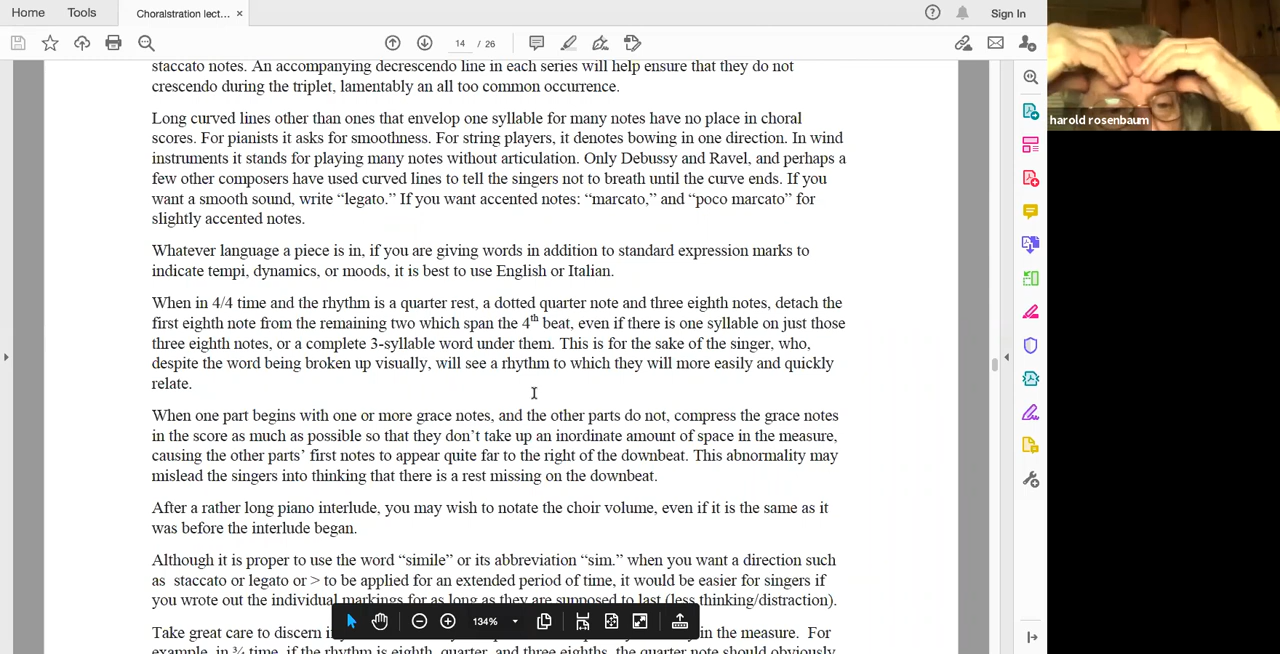 Home Tools Choralstration lect... × Sign In
14 / 26
staccato notes. An accompanying decrescendo line in each series will help ensure that they do not
crescendo during the triplet, lamentably an all too common occurrence.
Long curved lines other than ones that envelop one syllable for many notes have no place in choral
scores. For pianists it asks for smoothness. For string players, it denotes bowing in one direction. In wind
instruments it stands for playing many notes without articulation. Only Debussy and Ravel, and perhaps a
few other composers have used curved lines to tell the singers not to breath until the curve ends. If you
want a smooth sound, write “legato.” If you want accented notes: “marcato,” and “poco marcato” for
slightly accented notes.
Whatever language a piece is in, if you are giving words in addition to standard expression marks to
indicate tempi, dynamics, or moods, it is best to use English or Italian.
When in 4/4 time and the rhythm is a quarter rest, a dotted quarter note and three eighth notes, detach the
first eighth note from the remaining two which span the 4th beat, even if there is one syllable on just those
three eighth notes, or a complete 3-syllable word under them. This is for the sake of the singer, who,
despite the word being broken up visually, will see a rhythm to which they will more easily and quickly
relate.
When one part begins with one or more grace notes, and the other parts do not, compress the grace notes
in the score as much as possible so that they don’t take up an inordinate amount of space in the measure,
causing the other parts’ first notes to appear quite far to the right of the downbeat. This abnormality may
mislead the singers into thinking that there is a rest missing on the downbeat.
After a rather long piano interlude, you may wish to notate the choir volume, even if it is the same as it
was before the interlude began.
Although it is proper to use the word “simile” or its abbreviation “sim.” when you want a direction such
as staccato or legato or > to be applied for an extended period of time, it would be easier for singers if
you wrote out the individual markings for as long as they are supposed to last (less thinking/distraction).
Take great care to discern in the measure. For
example, in ¾ time, if the rhythm is eighth, quarter, and three eighths, the quarter note should obviously
134%
harold rosenbaum